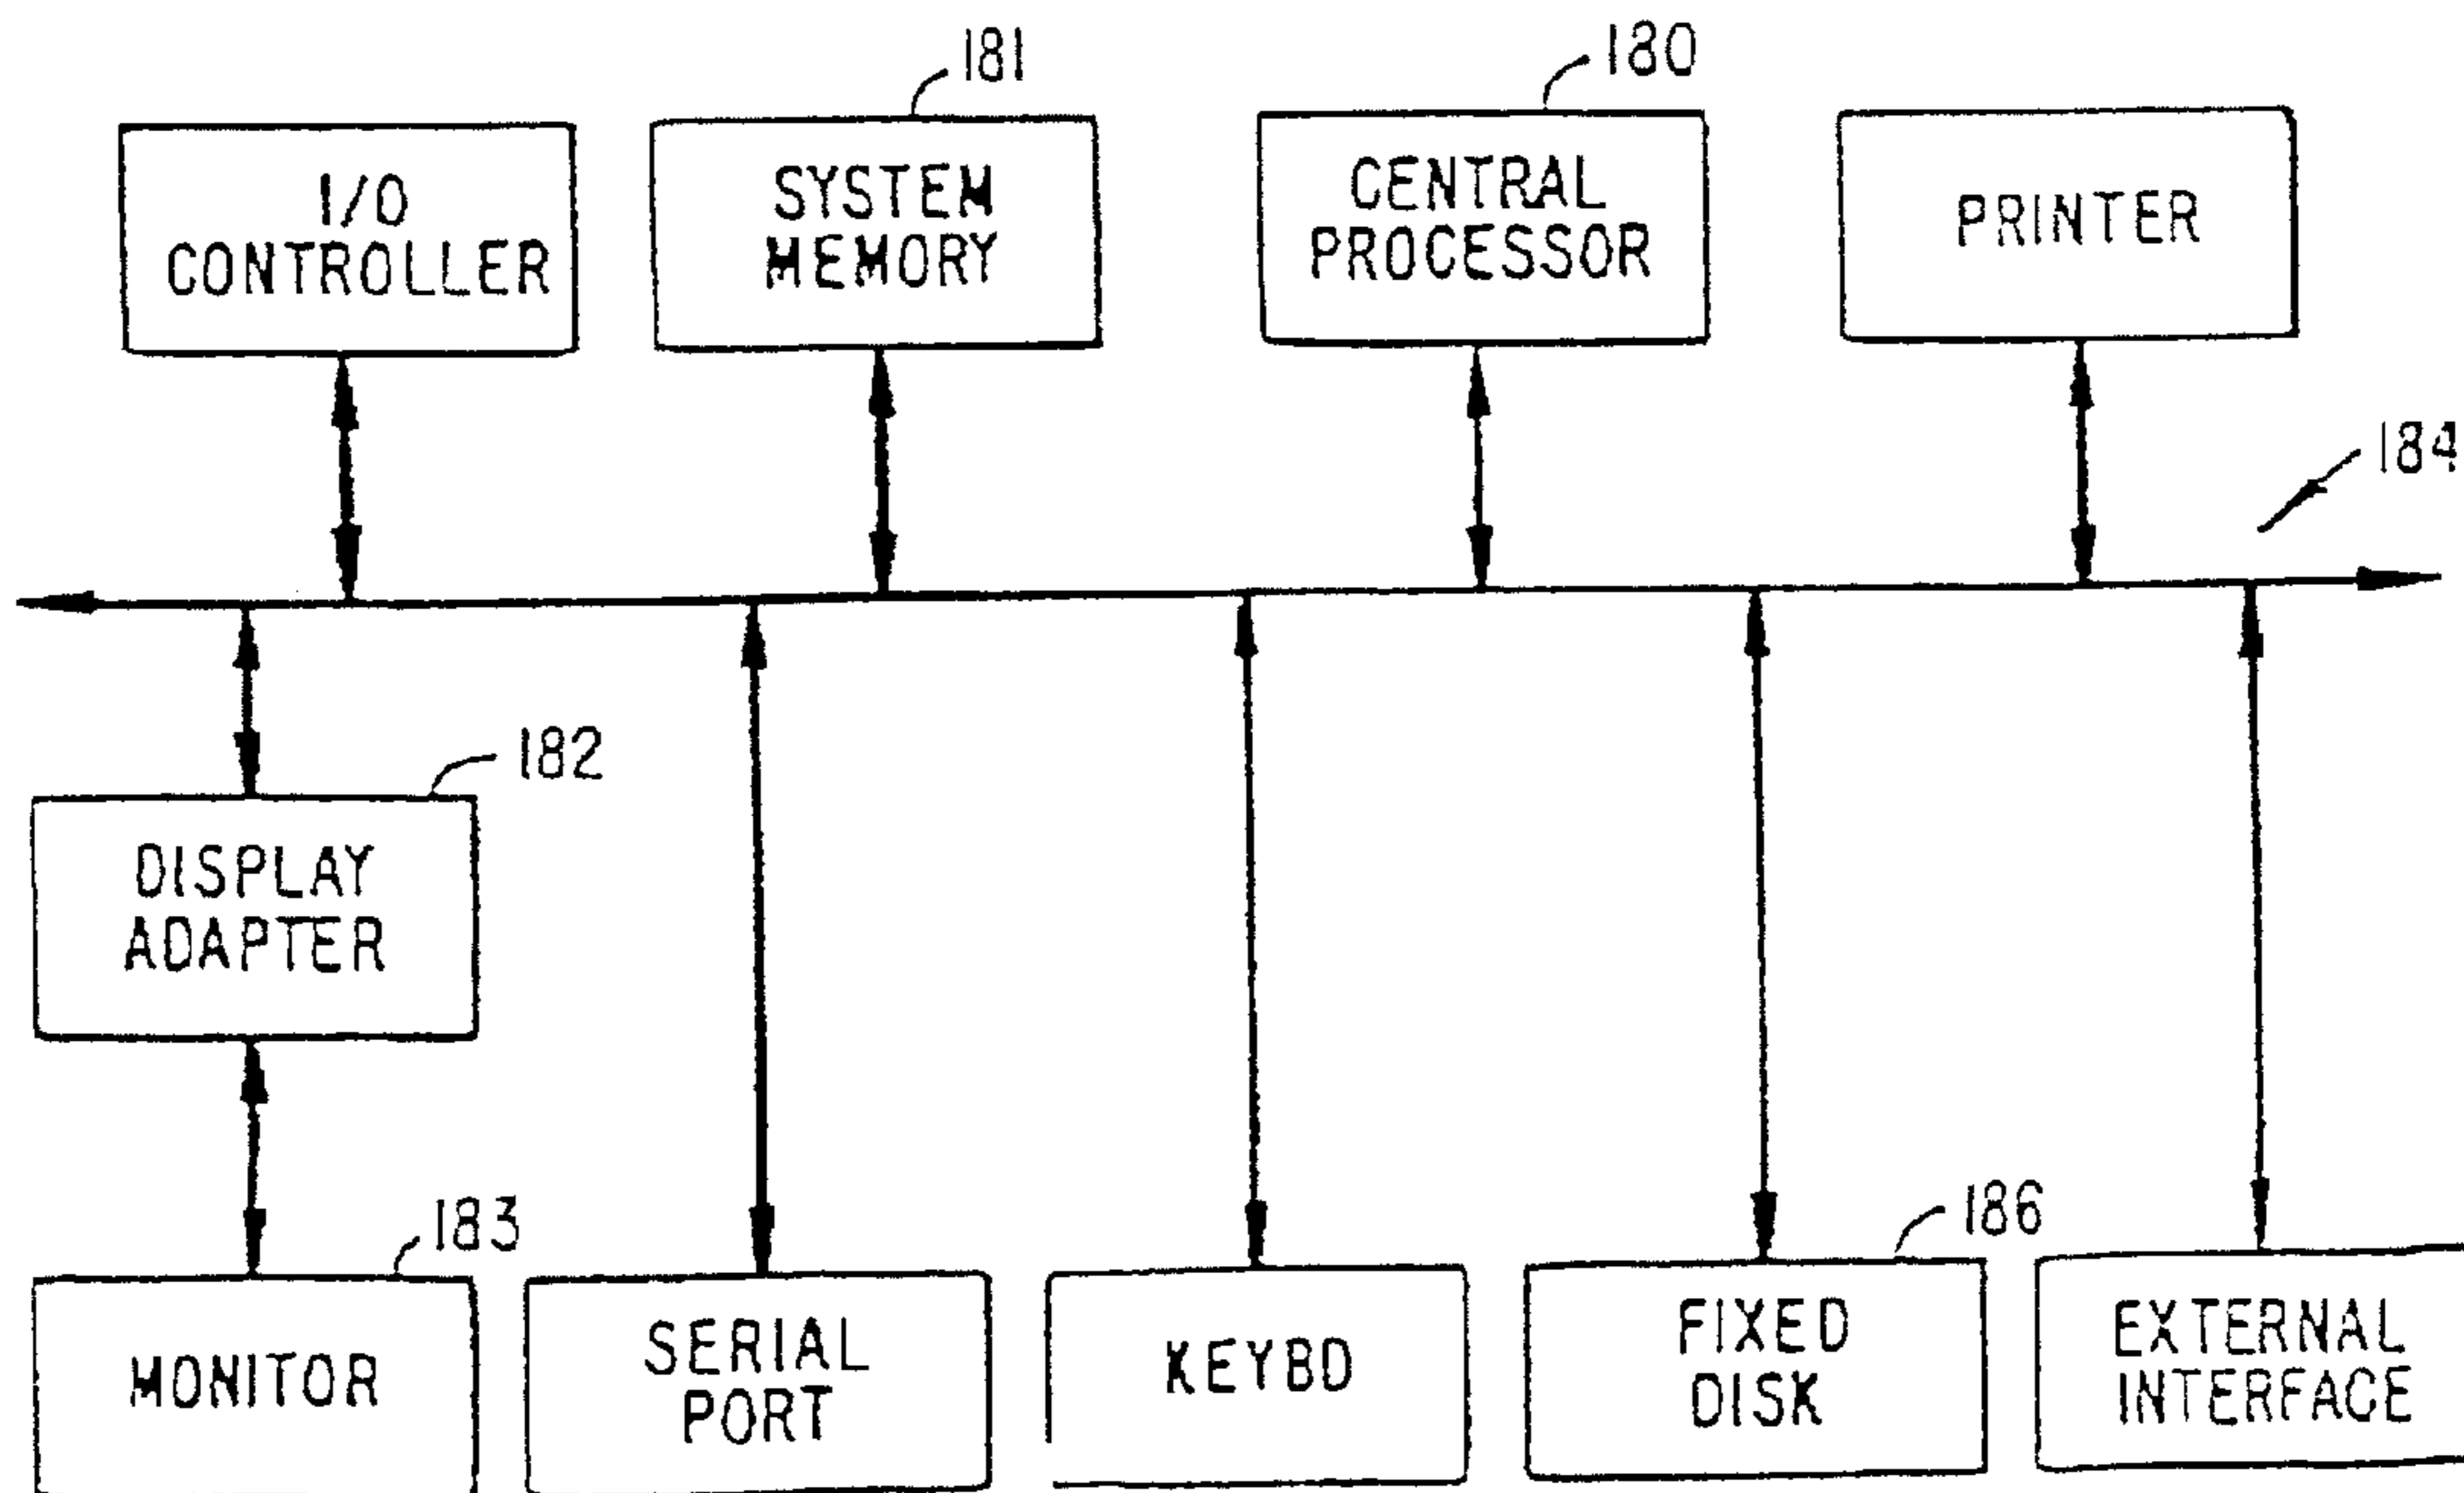 181
180
I/O
CONTROLLER
SYSTEM
MEMORY
CENTRAL
PROCESSOR
PRINTER
184
182
DISPLAY
ADAPTER
183
186
MONITOR
SERIAL
PORT
KEYBD
FIXED
DISK
EXTERNAL
INTERFACE